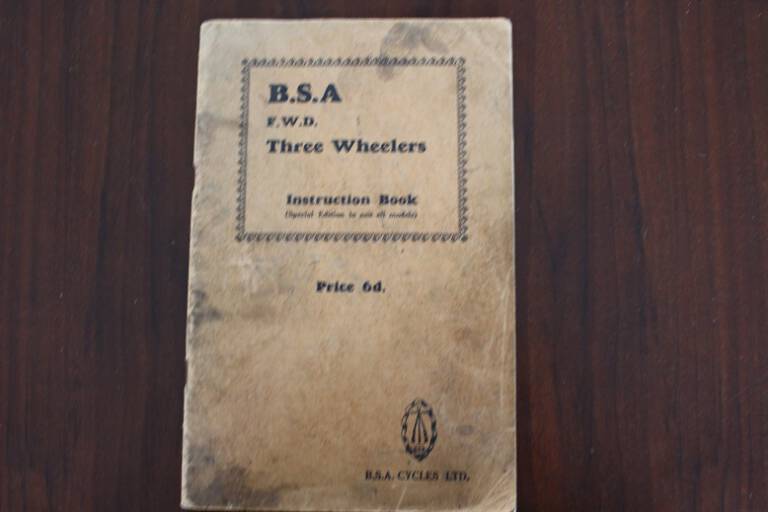 B.S.A
F.W.D.
Three Wheelers
Instruction Book
(Special Edition to suit all models)
Price 6d.
B.S.A. CYCLES LTD.